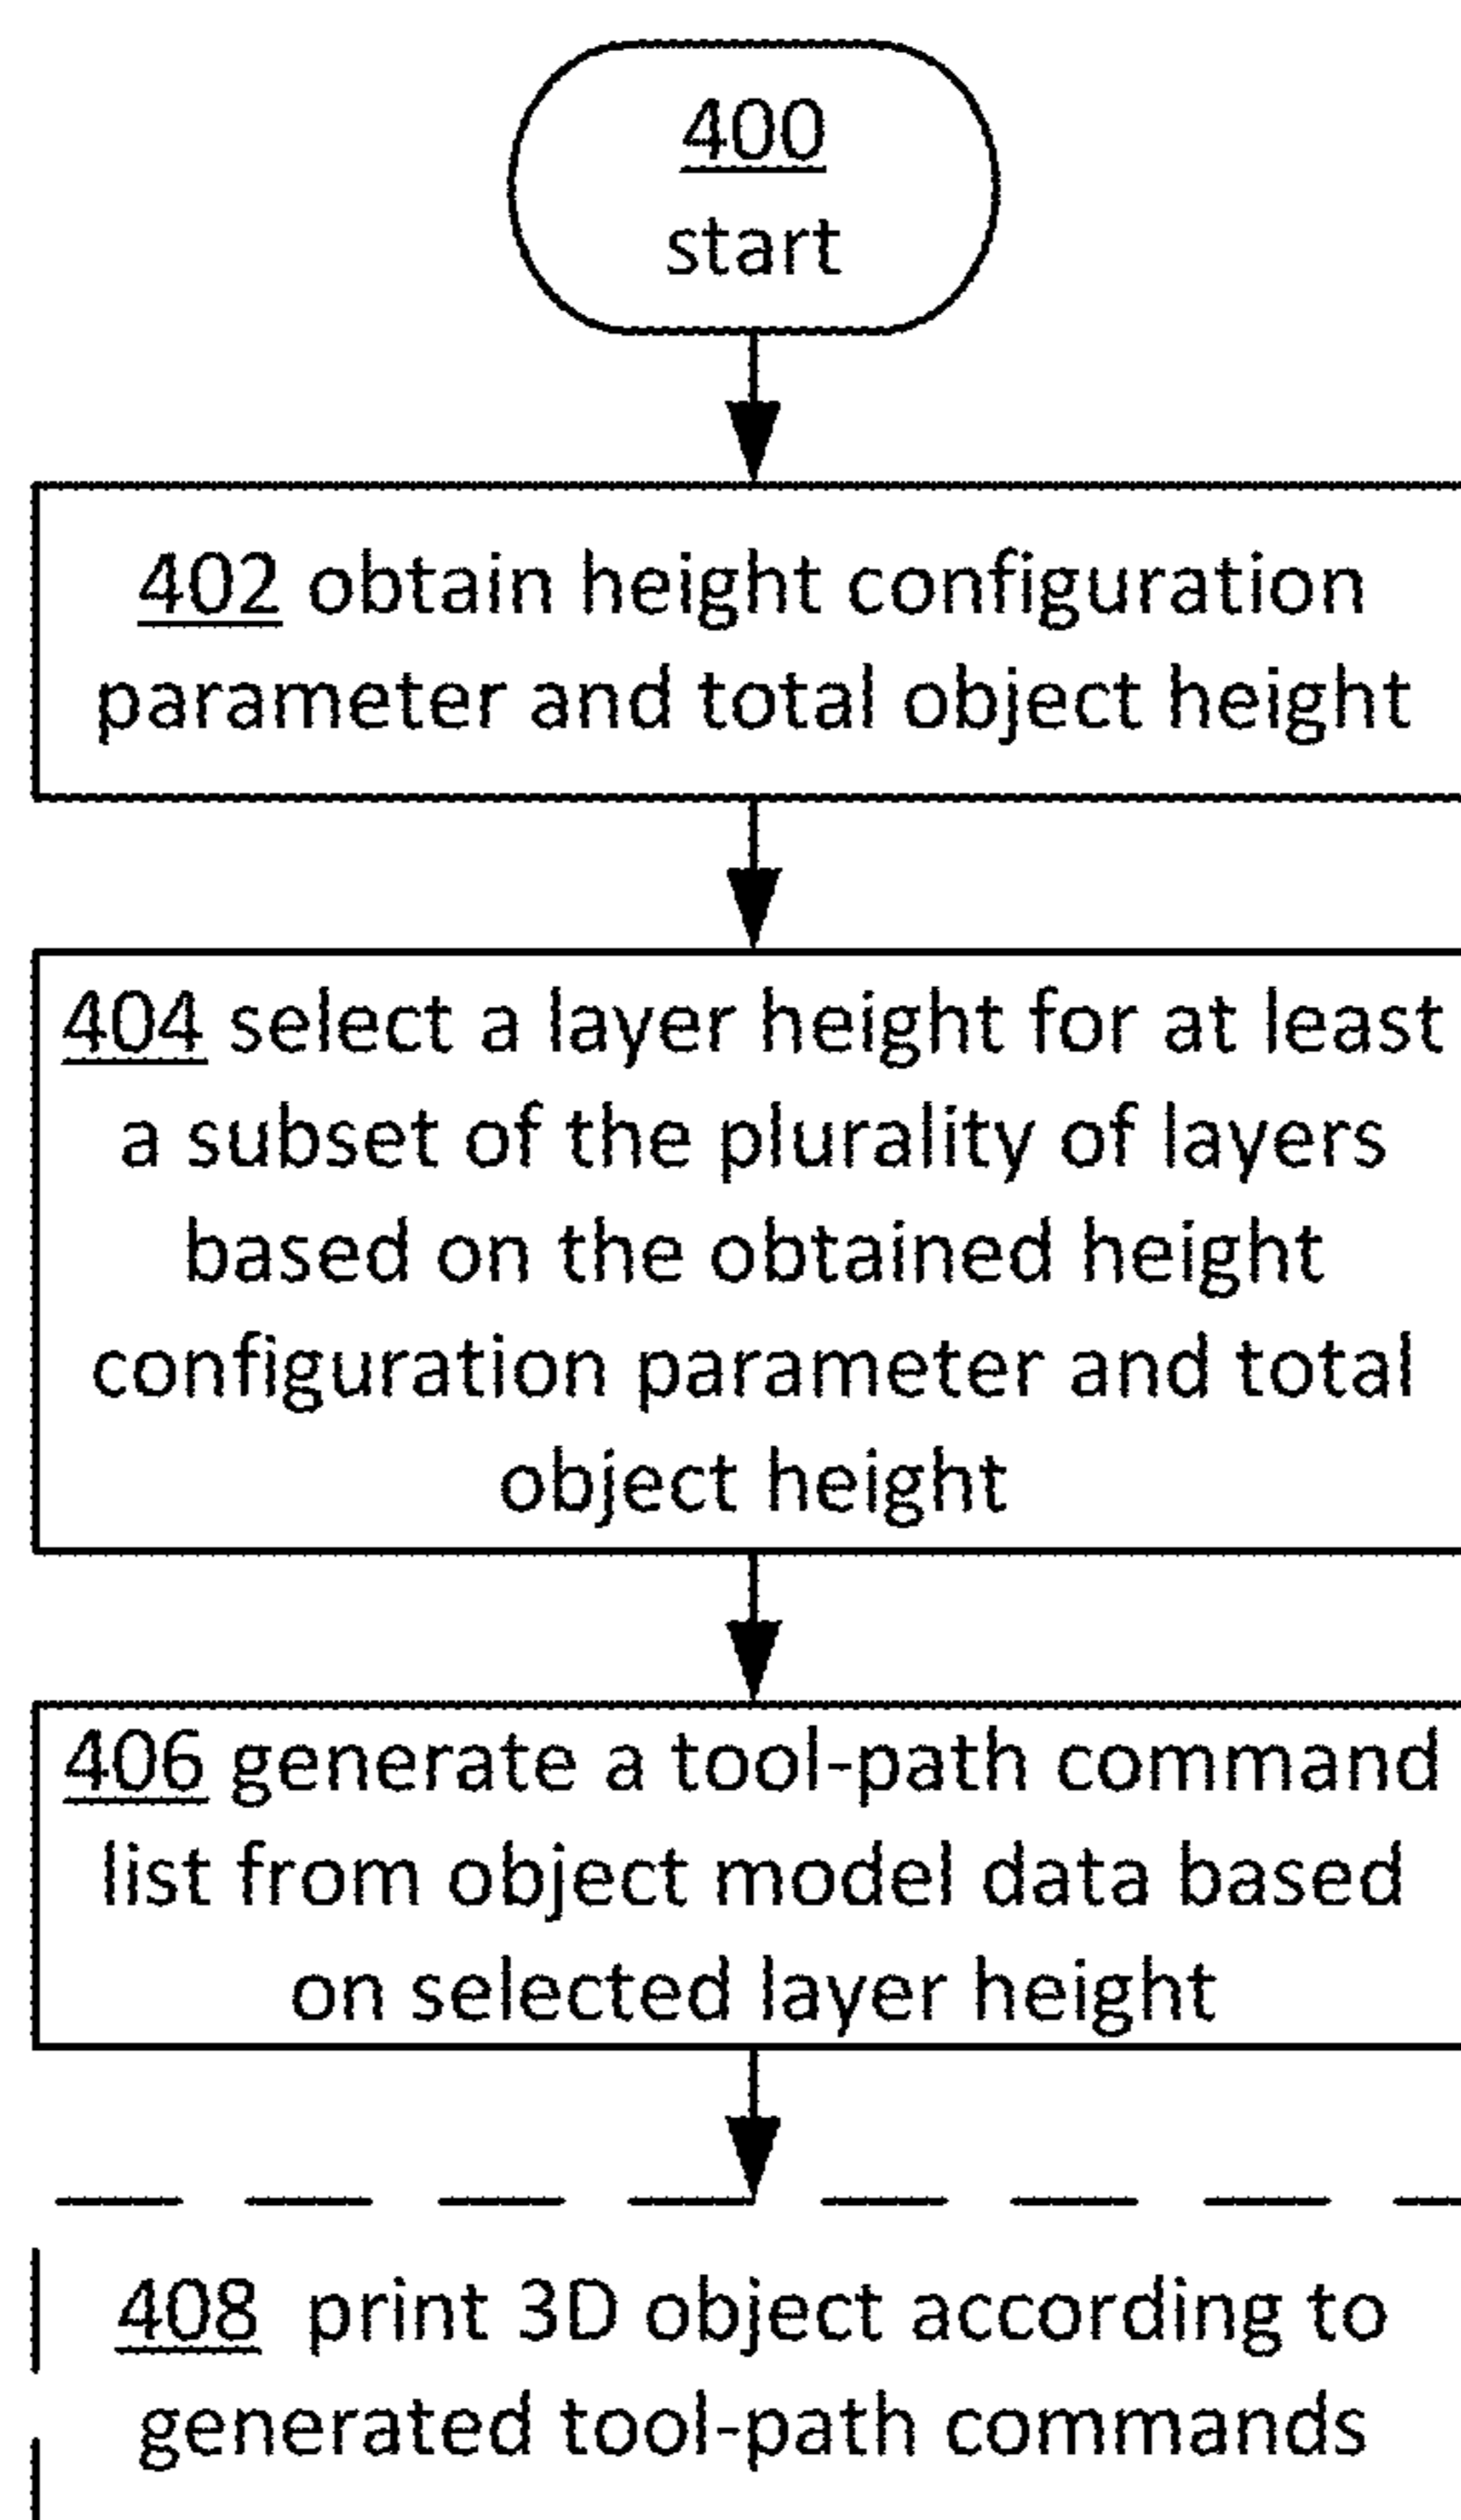 400
start
402 obtain height configuration
parameter and total object height
404 select a layer height for at least
a subset of the plurality of layers
based on the obtained height
configuration parameter and total
object height
406 generate a tool-path command
list from object model data based
on selected layer height
408 print 3D object according to
generated tool-path commands